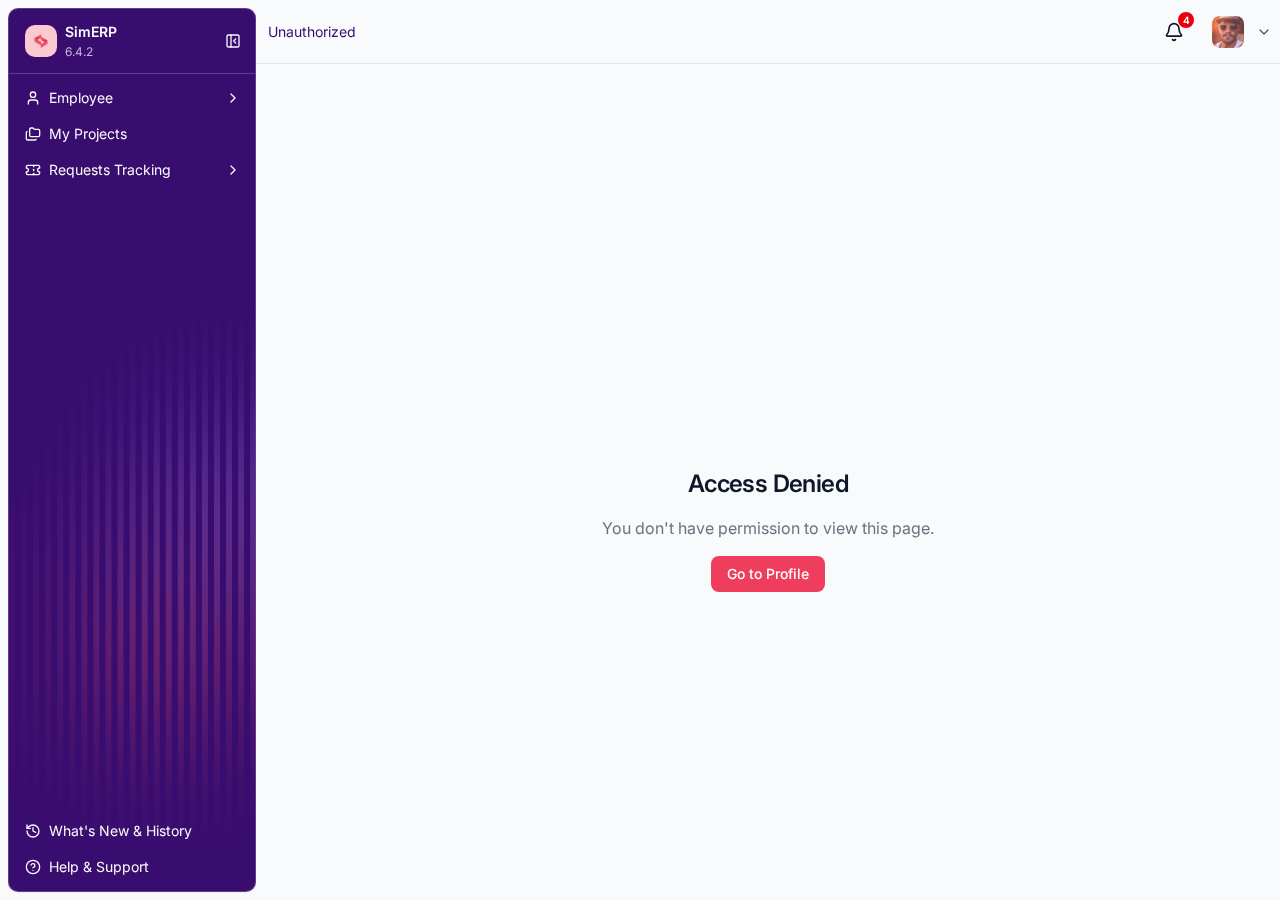 SimERP
6.4.2
Employee
My Projects
Requests Tracking
What's New & History
Help & Support
Unauthorized
4
Access Denied
You don't have permission to view this page.
Go to Profile